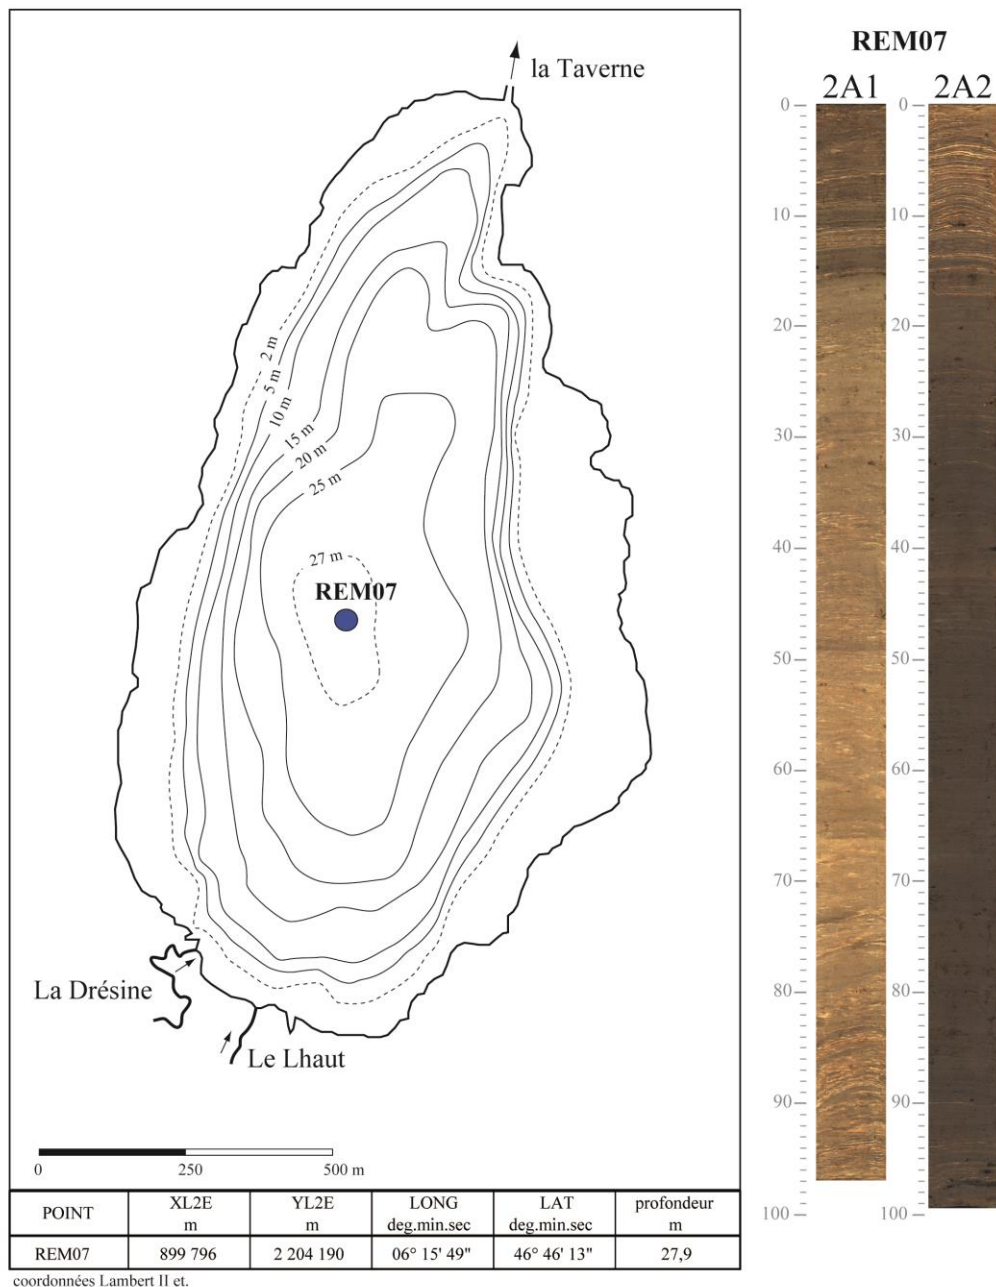 la Taverne
2 m
5 m
10 m
15 m
20 m
25 m
27 m
REM07
La Drésine
Le Lhaut
0 250 500 m
POINT XL2E m YL2E m LONG deg.min.sec LAT deg.min.sec profondeur m
REM07 899 796 2 204 190 06° 15' 49" 46° 46' 13" 27,9
coordonnées Lambert II et.
REM07
2A1 2A2
0 0
10 10
20 20
30 30
40 40
50 50
60 60
70 70
80 80
90 90
100 100